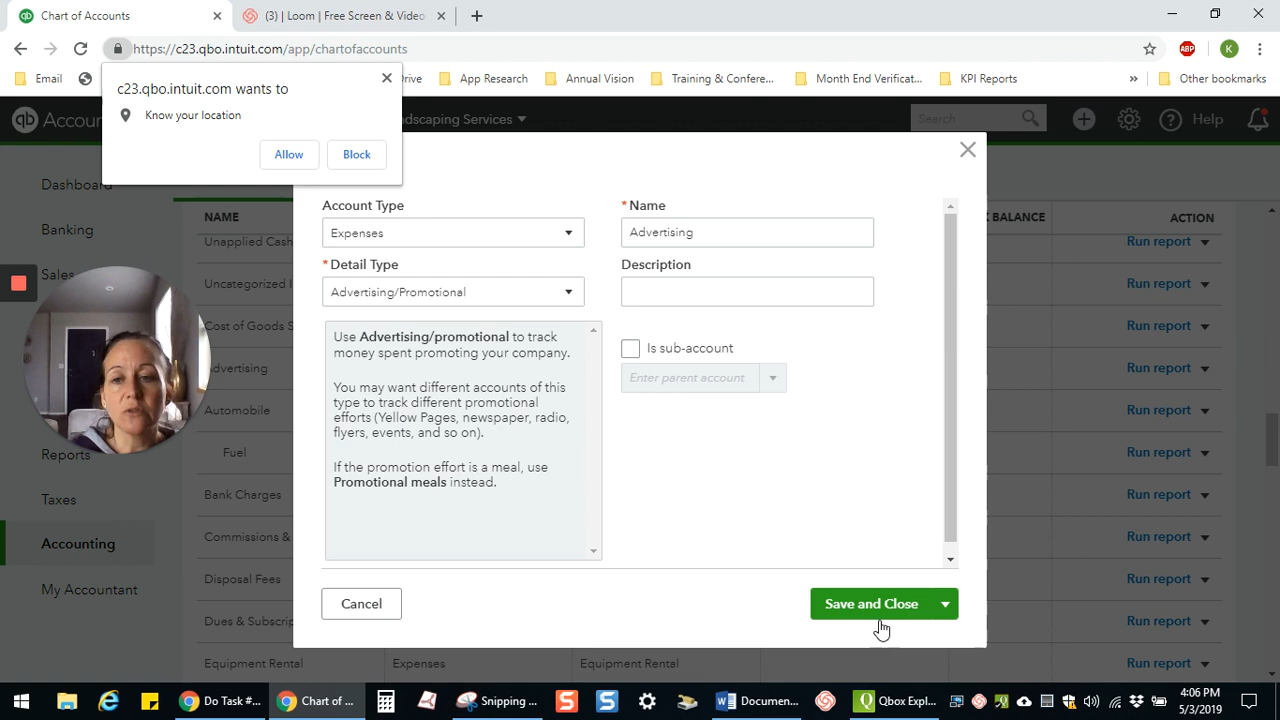 Chart of Accounts
(3) | Loom | Free Screen & Video
https://c23.qbo.intuit.com/app/chartofaccounts
ABP
K
Email
Drive
App Research
Annual Vision
Training & Confere...
Month End Verificat...
KPI Reports
»
Other bookmarks
c23.qbo.intuit.com wants to
Know your location
Allow
Block
qb
Accou
ndscaping Services
Search
Help
Dashboard
Banking
Sales
Reports
Taxes
Accounting
My Accountant
NAME
K BALANCE
ACTION
Unapplied Cash
Run report
Uncategorized I
Run report
Cost of Goods S
Run report
dvertising
Run report
Automobile
Run report
Fuel
Run report
Bank Charges
Run report
Commissions &
Run report
Disposal Fees
Run report
Dues & Subscrip
Run report
Equipment Rental
Expenses
Equipment Rental
Run report
Account Type
Expenses
* Name
Advertising
* Detail Type
Advertising/Promotional
Description
Use Advertising/promotional to track
money spent promoting your company.
You may want different accounts of this
type to track different promotional
efforts (Yellow Pages, newspaper, radio,
flyers, events, and so on).
If the promotion effort is a meal, use
Promotional meals instead.
Is sub-account
Enter parent account
Cancel
Save and Close
Do Task #...
Chart of ...
Snipping ...
Documen...
Qbox Expl...
4:06 PM
5/3/2019